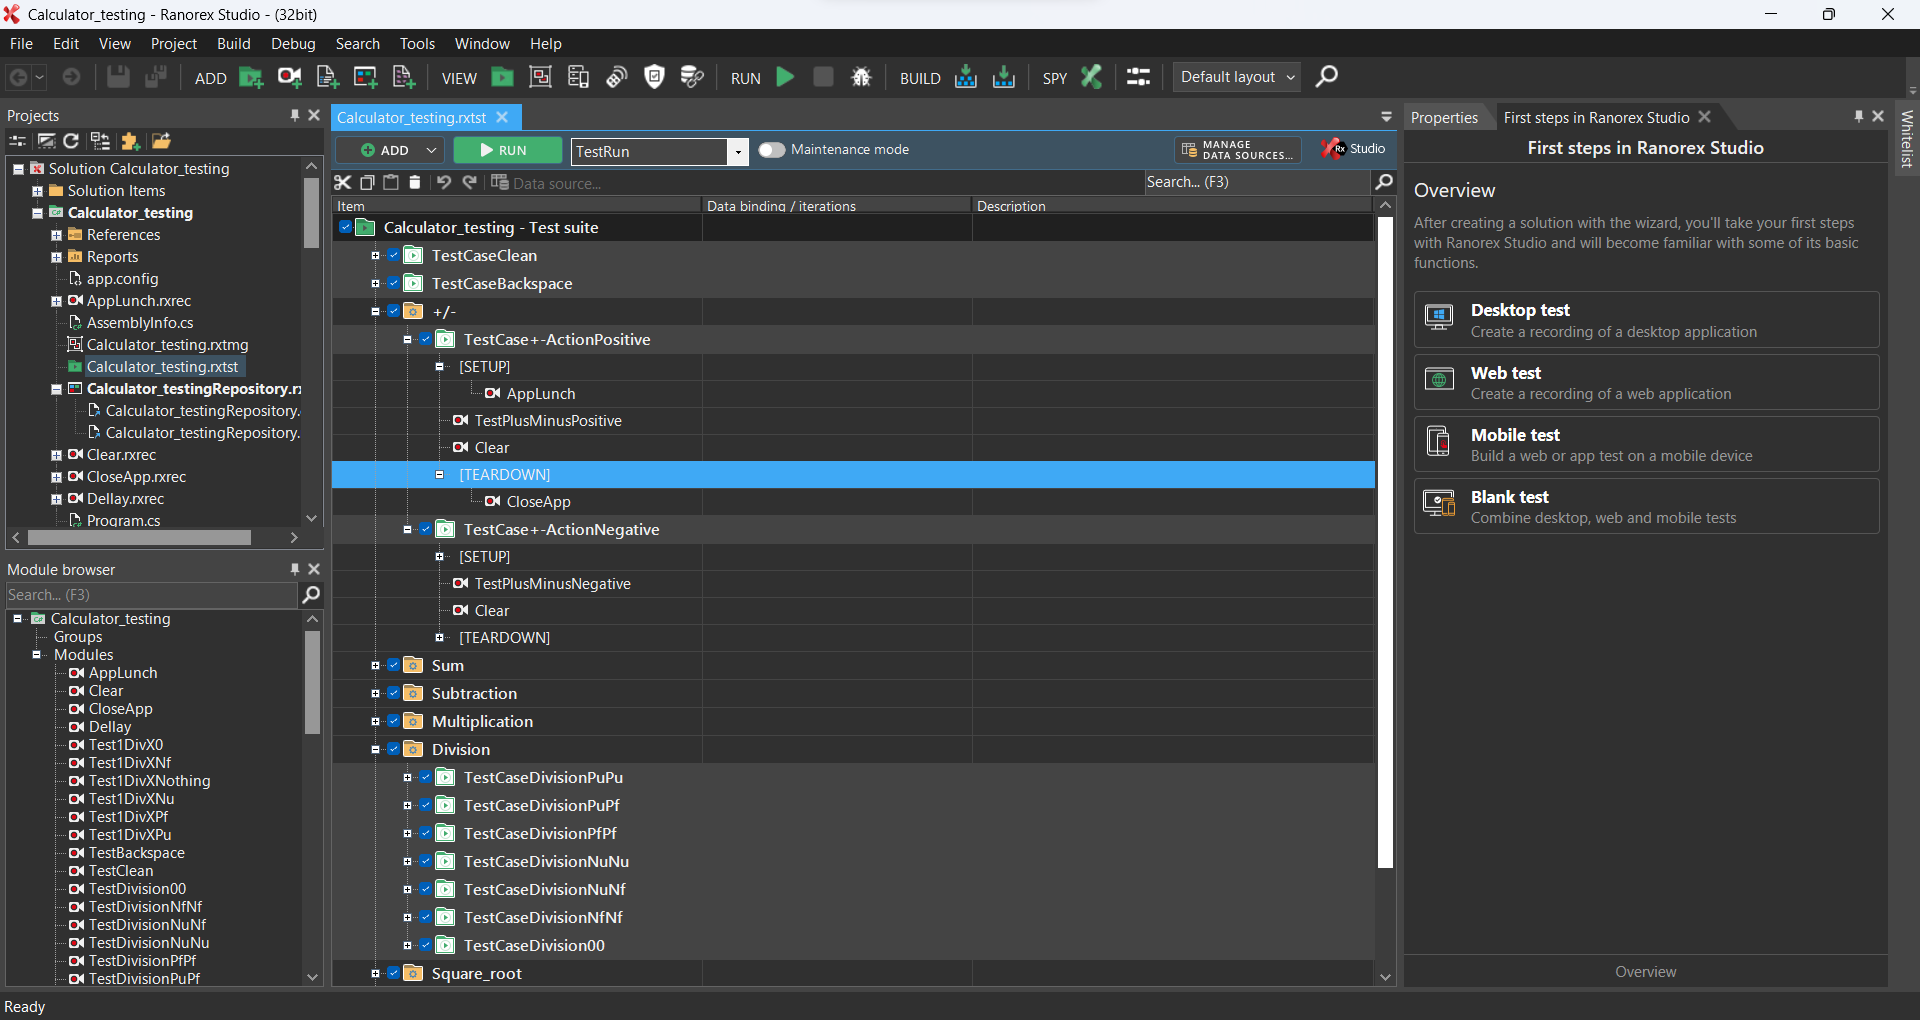 Calculator_testing - Ranorex Studio - (32bit)
File Edit View Project Build Debug Search Tools Window Help
ADD VIEW RUN BUILD SPY Default layout
Projects
Solution Calculator_testing
Solution Items
Calculator_testing
References
Reports
app.config
AppLunch.rxrec
AssemblyInfo.cs
Calculator_testing.rxtmg
Calculator_testing.rxtst
Calculator_testingRepository.rx
Calculator_testingRepository.
Calculator_testingRepository.
Clear.rxrec
CloseApp.rxrec
Dellay.rxrec
Program.cs
Module browser
Search... (F3)
Calculator_testing
Groups
Modules
AppLunch
Clear
CloseApp
Dellay
Test1DivX0
Test1DivXNf
Test1DivXNothing
Test1DivXNu
Test1DivXPf
Test1DivXPu
TestBackspace
TestClean
TestDivision00
TestDivisionNfNf
TestDivisionNuNf
TestDivisionNuNu
TestDivisionPfPf
TestDivisionPuPf
Calculator_testing.rxtst
ADD RUN TestRun Maintenance mode MANAGE DATA SOURCES... Rx Studio
Data source... Search... (F3)
Item Data binding / iterations Description
Calculator_testing - Test suite
TestCaseClean
TestCaseBackspace
+/-
TestCase+-ActionPositive
[SETUP]
AppLunch
TestPlusMinusPositive
Clear
[TEARDOWN]
CloseApp
TestCase+-ActionNegative
[SETUP]
TestPlusMinusNegative
Clear
[TEARDOWN]
Sum
Subtraction
Multiplication
Division
TestCaseDivisionPuPu
TestCaseDivisionPuPf
TestCaseDivisionPfPf
TestCaseDivisionNuNu
TestCaseDivisionNuNf
TestCaseDivisionNfNf
TestCaseDivision00
Square_root
Properties First steps in Ranorex Studio
First steps in Ranorex Studio
Overview
After creating a solution with the wizard, you'll take your first steps
with Ranorex Studio and will become familiar with some of its basic
functions.
Desktop test
Create a recording of a desktop application
Web test
Create a recording of a web application
Mobile test
Build a web or app test on a mobile device
Blank test
Combine desktop, web and mobile tests
Overview
Whitelist
Ready